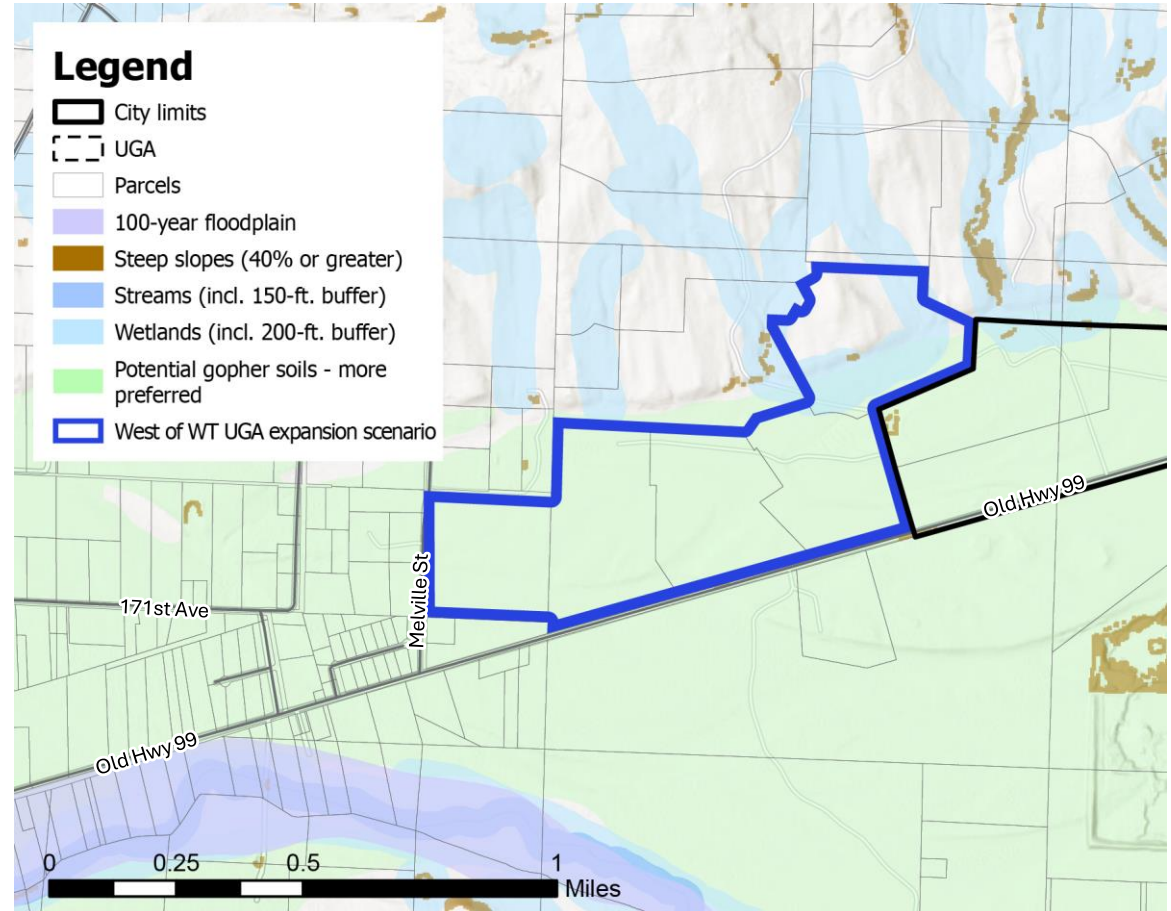 Legend
City limits
UGA
Parcels
100-year floodplain
Steep slopes (40% or greater)
Streams (incl. 150-ft. buffer)
Wetlands (incl. 200-ft. buffer)
Potential gopher soils - more
preferred
West of WT UGA expansion scenario
Old Hwy 99
171st Ave
Melville St
Old Hwy 99
0 0.25 0.5 1
Miles